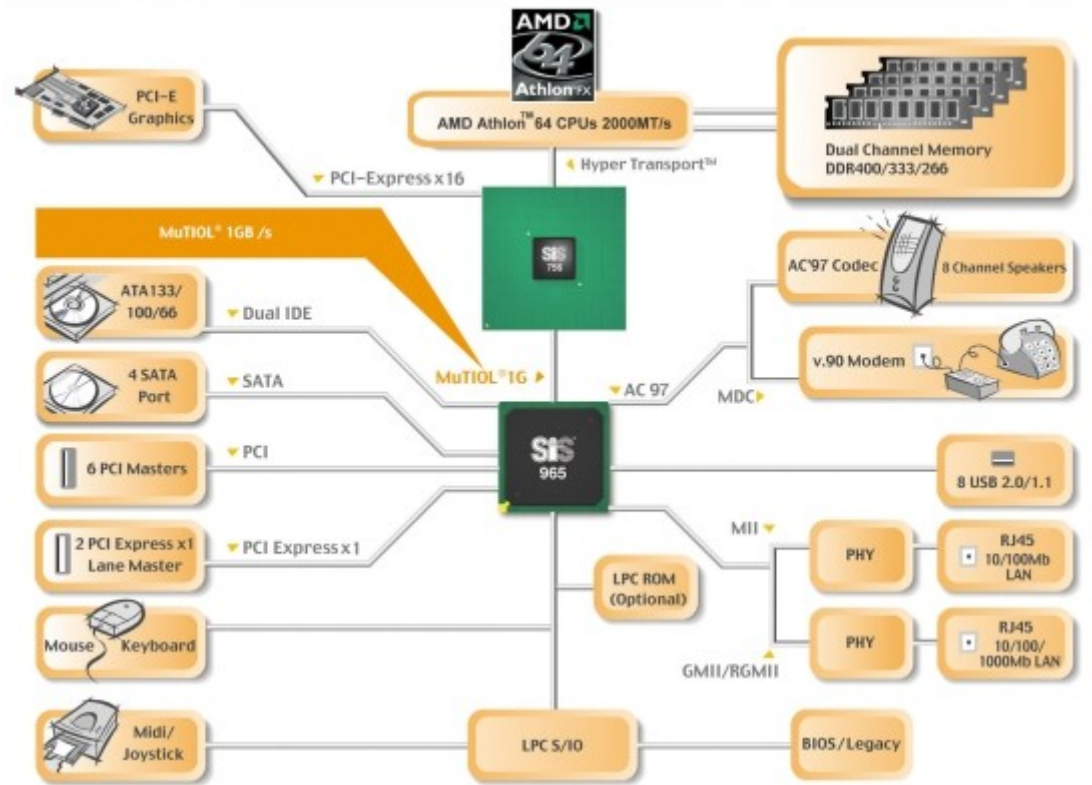 AMD
64
Athlon FX
AMD Athlon™64 CPUs 2000MT/s
PCI-E
Graphics
Dual Channel Memory
DDR400/333/266
Hyper Transport™
PCI-Express x16
MuTIOL® 1GB /s
SiS
756
AC'97 Codec
8 Channel Speakers
ATA133/
100/66
Dual IDE
v.90 Modem
MuTIOL®1G
AC 97
MDC
4 SATA
Port
SATA
SiS
965
6 PCI Masters
PCI
8 USB 2.0/1.1
2 PCI Express x1
Lane Master
PCI Express x1
MII
PHY
RJ45
10/100Mb
LAN
LPC ROM
(Optional)
Mouse
Keyboard
PHY
RJ45
10/100/
1000Mb LAN
GMII/RGMII
Midi/
Joystick
LPC S/IO
BIOS/Legacy